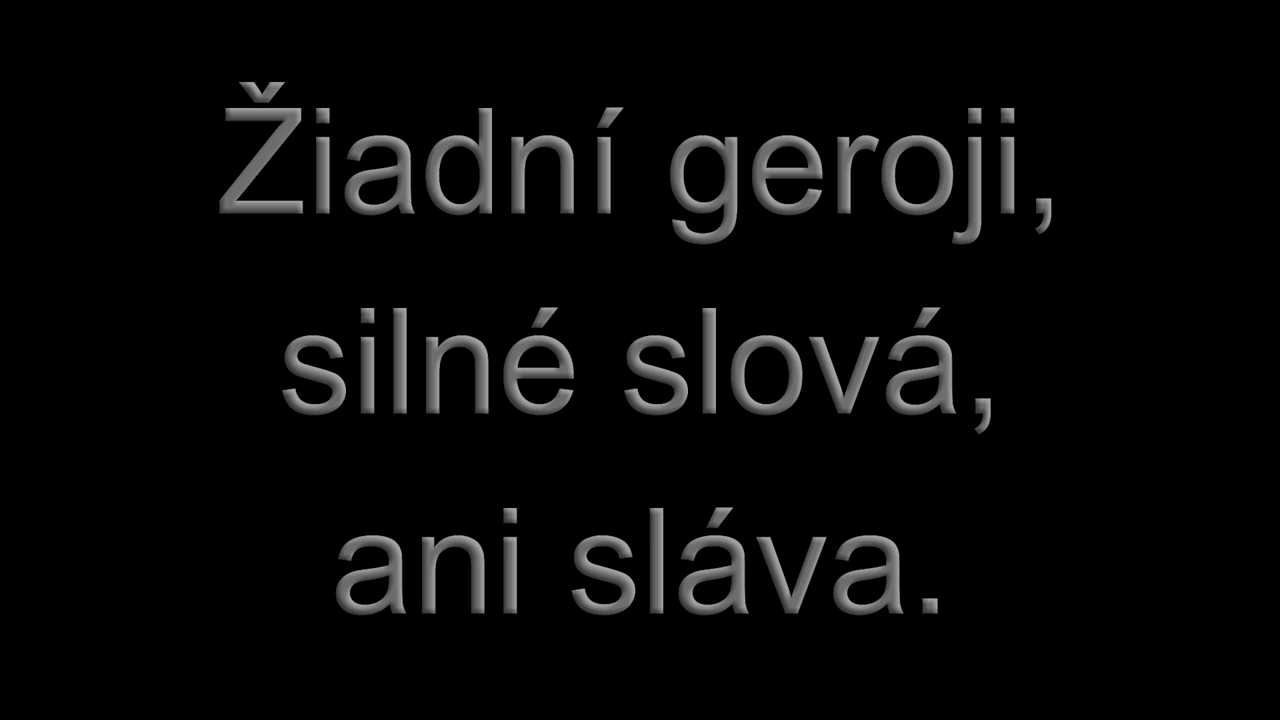 Žiadní geroji,
silné slová,
ani sláva.